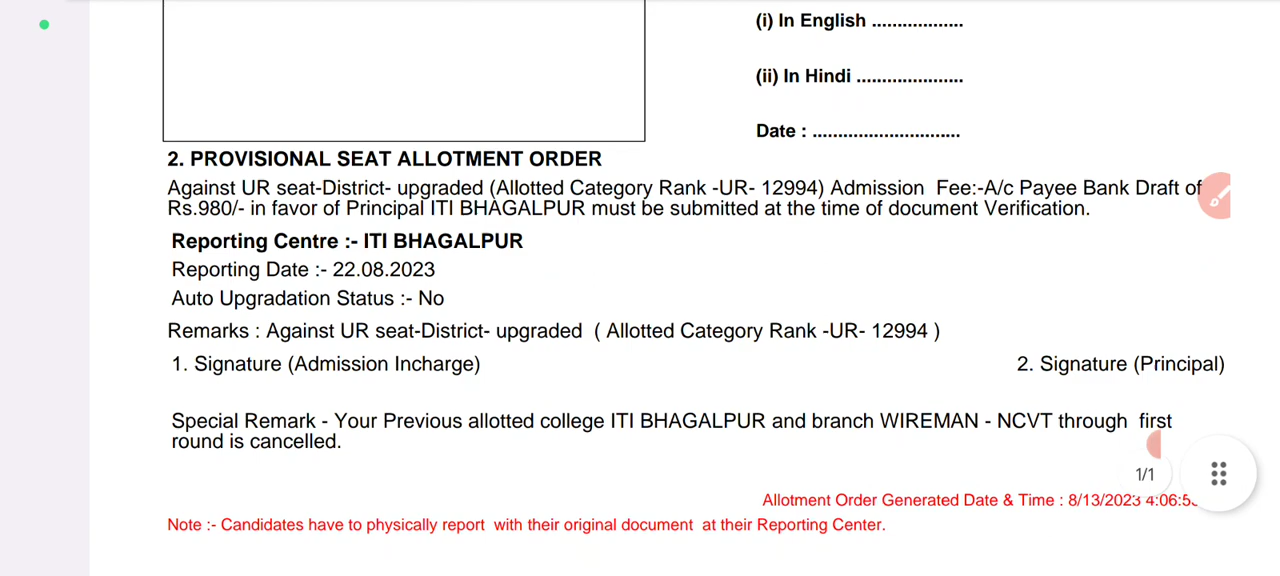 (i) In English ..................
(ii) In Hindi .....................
Date : .............................
2. PROVISIONAL SEAT ALLOTMENT ORDER
Against UR seat-District- upgraded (Allotted Category Rank -UR- 12994) Admission Fee:-A/c Payee Bank Draft of
Rs.980/- in favor of Principal ITI BHAGALPUR must be submitted at the time of document Verification.
Reporting Centre :- ITI BHAGALPUR
Reporting Date :- 22.08.2023
Auto Upgradation Status :- No
Remarks : Against UR seat-District- upgraded ( Allotted Category Rank -UR- 12994 )
1. Signature (Admission Incharge) 2. Signature (Principal)
Special Remark - Your Previous allotted college ITI BHAGALPUR and branch WIREMAN - NCVT through first
round is cancelled.
1/1
Allotment Order Generated Date & Time : 8/13/2023 4:06:5
Note :- Candidates have to physically report with their original document at their Reporting Center.